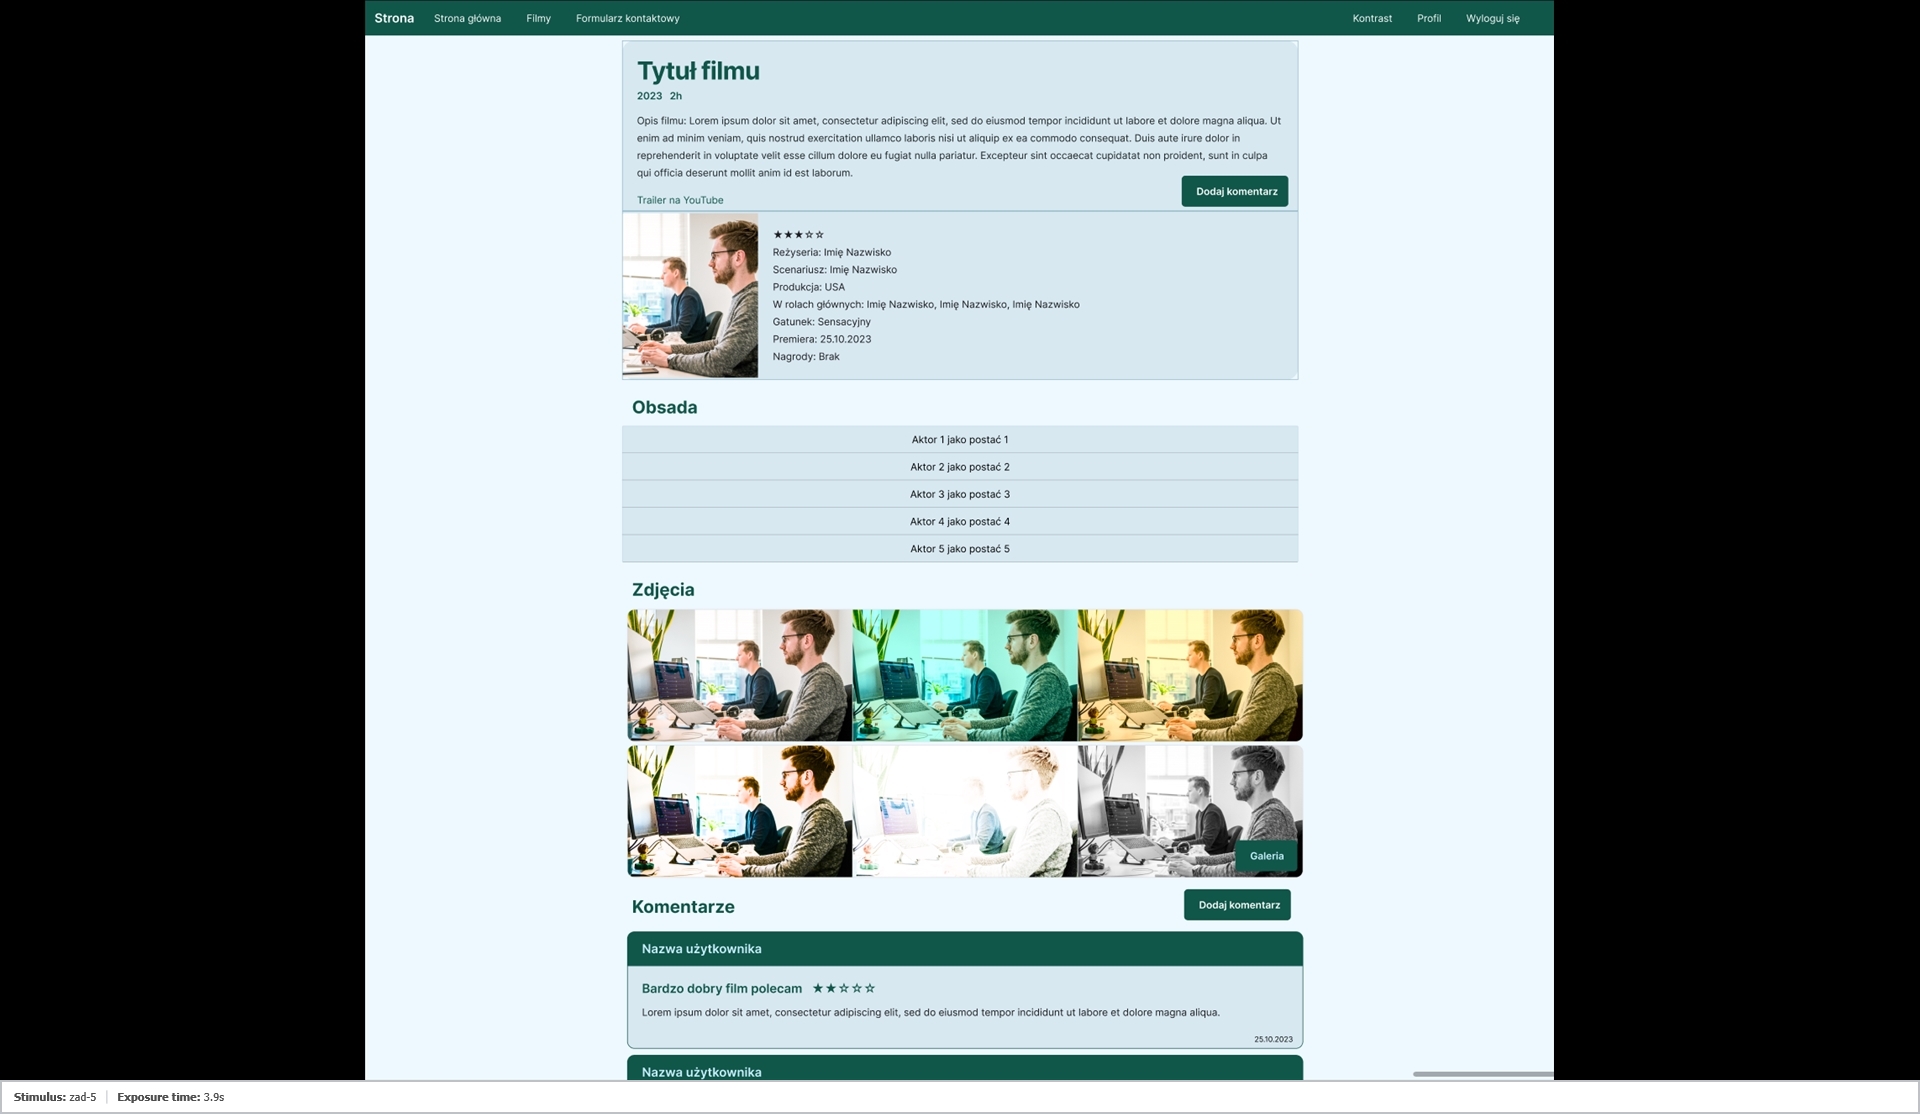 Strona Strona główna Filmy Formularz kontaktowy Kontrast Profil Wyloguj się
Tytuł filmu
2023 2h
Opis filmu: Lorem ipsum dolor sit amet, consectetur adipiscing elit, sed do eiusmod tempor incididunt ut labore et dolore magna aliqua. Ut
enim ad minim veniam, quis nostrud exercitation ullamco laboris nisi ut aliquip ex ea commodo consequat. Duis aute irure dolor in
reprehenderit in voluptate velit esse cillum dolore eu fugiat nulla pariatur. Excepteur sint occaecat cupidatat non proident, sunt in culpa
qui officia deserunt mollit anim id est laborum.
Dodaj komentarz
Trailer na YouTube
★★★☆☆
Reżyseria: Imię Nazwisko
Scenariusz: Imię Nazwisko
Produkcja: USA
W rolach głównych: Imię Nazwisko, Imię Nazwisko, Imię Nazwisko
Gatunek: Sensacyjny
Premiera: 25.10.2023
Nagrody: Brak
Obsada
Aktor 1 jako postać 1
Aktor 2 jako postać 2
Aktor 3 jako postać 3
Aktor 4 jako postać 4
Aktor 5 jako postać 5
Zdjęcia
Galeria
Komentarze
Dodaj komentarz
Nazwa użytkownika
Bardzo dobry film polecam ★★☆☆☆
Lorem ipsum dolor sit amet, consectetur adipiscing elit, sed do eiusmod tempor incididunt ut labore et dolore magna aliqua.
25.10.2023
Nazwa użytkownika
Stimulus: zad-5 Exposure time: 3.9s